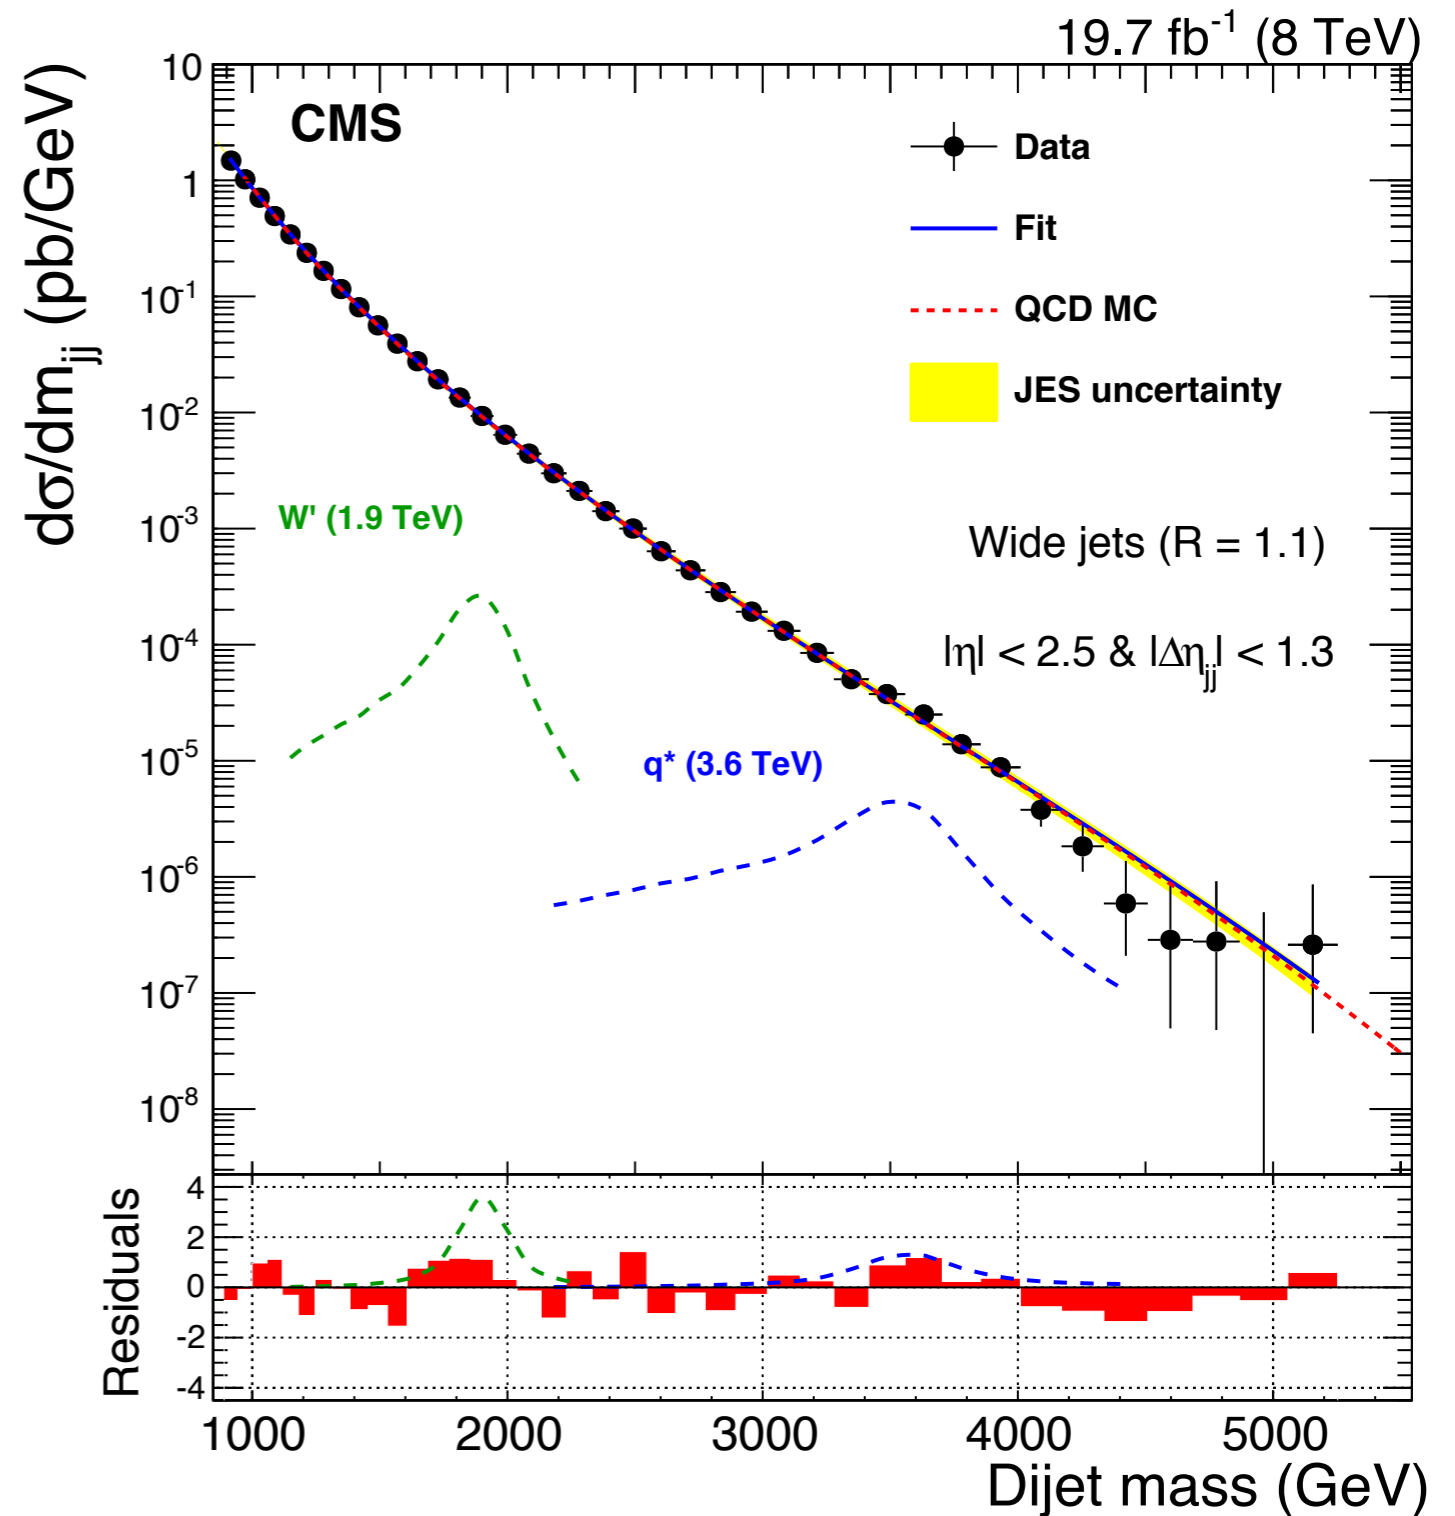 19.7 fb⁻¹ (8 TeV)
CMS
dσ/dm_jj (pb/GeV)
10
1
10⁻¹
10⁻²
10⁻³
10⁻⁴
10⁻⁵
10⁻⁶
10⁻⁷
10⁻⁸
Data
Fit
QCD MC
JES uncertainty
W' (1.9 TeV)
Wide jets (R = 1.1)
|η| < 2.5 & |Δη_jj| < 1.3
q* (3.6 TeV)
Residuals
4
2
0
-2
-4
1000 2000 3000 4000 5000
Dijet mass (GeV)